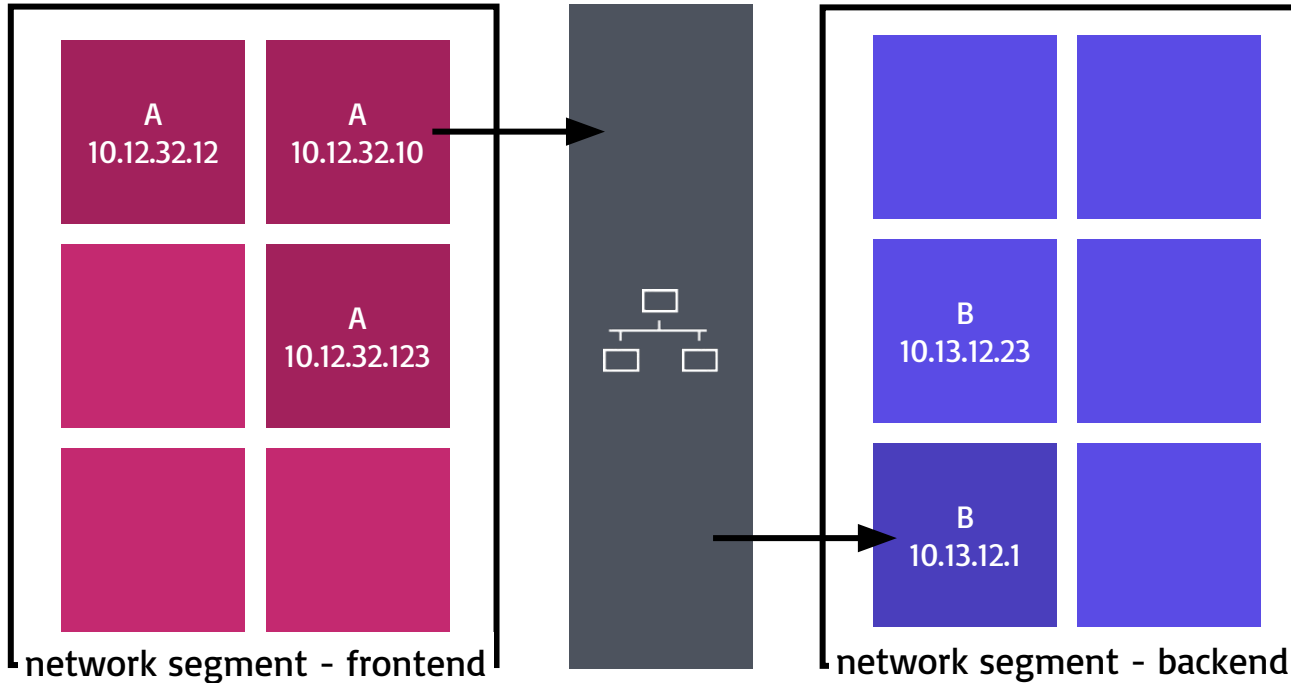 A
10.12.32.12
A
10.12.32.10
A
10.12.32.123
B
10.13.12.23
B
10.13.12.1
network segment - frontend
network segment - backend